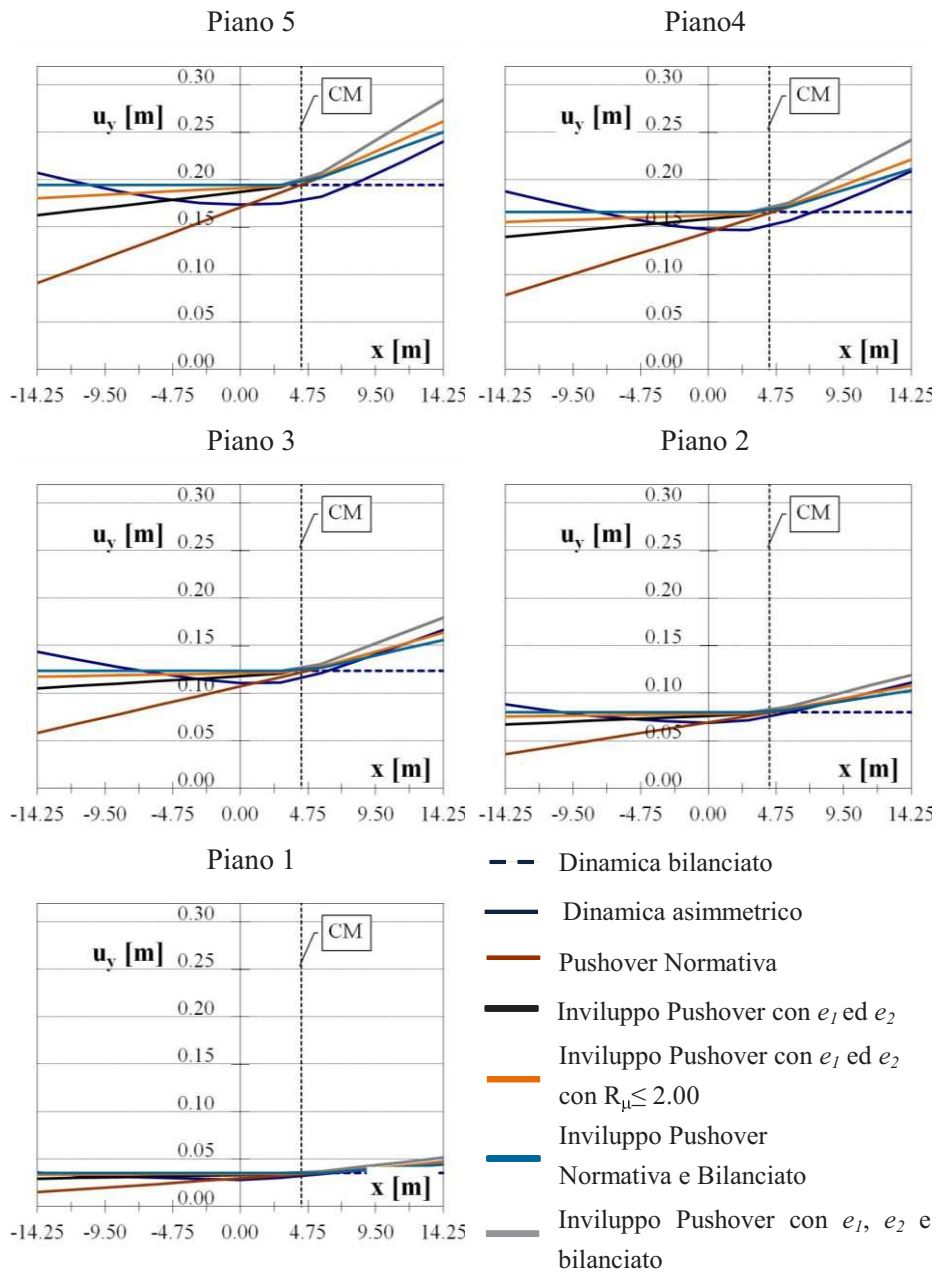 Piano 5
Piano4
0.30
CM
u_y [m]
0.25
0.20
0.15
0.10
0.05
x [m]
0.00
-14.25 -9.50 -4.75 0.00 4.75 9.50 14.25
0.30
CM
u_y [m]
0.25
0.20
0.15
0.10
0.05
x [m]
0.00
-14.25 -9.50 -4.75 0.00 4.75 9.50 14.25
Piano 3
Piano 2
0.30
CM
u_y [m]
0.25
0.20
0.15
0.10
0.05
x [m]
0.00
-14.25 -9.50 -4.75 0.00 4.75 9.50 14.25
0.30
CM
u_y [m]
0.25
0.20
0.15
0.10
0.05
x [m]
0.00
-14.25 -9.50 -4.75 0.00 4.75 9.50 14.25
Piano 1
0.30
CM
u_y [m]
0.25
0.20
0.15
0.10
0.05
x [m]
0.00
-14.25 -9.50 -4.75 0.00 4.75 9.50 14.25
Dinamica bilanciato
Dinamica asimmetrico
Pushover Normativa
Inviluppo Pushover con e_1 ed e_2
Inviluppo Pushover con e_1 ed e_2
con R_μ≤ 2.00
Inviluppo Pushover
Normativa e Bilanciato
Inviluppo Pushover con e_1, e_2 e
bilanciato